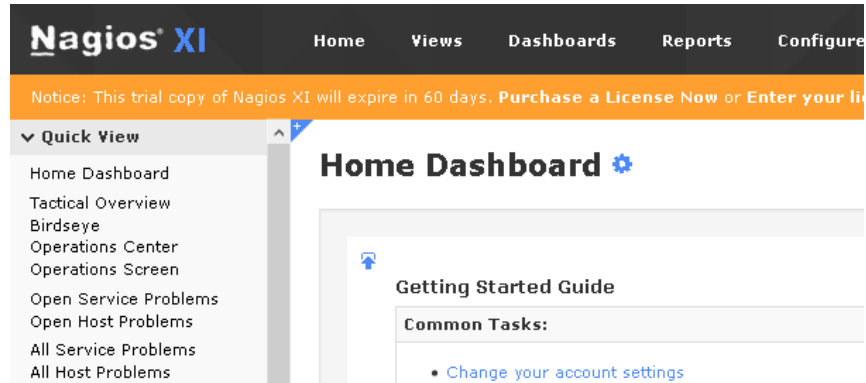 Nagios® XI Home Views Dashboards Reports Configure
Notice: This trial copy of Nagios XI will expire in 60 days. Purchase a License Now or Enter your li
Quick View
Home Dashboard
Tactical Overview
Birdseye
Operations Center
Operations Screen
Open Service Problems
Open Host Problems
All Service Problems
All Host Problems
Home Dashboard
Getting Started Guide
Common Tasks:
• Change your account settings